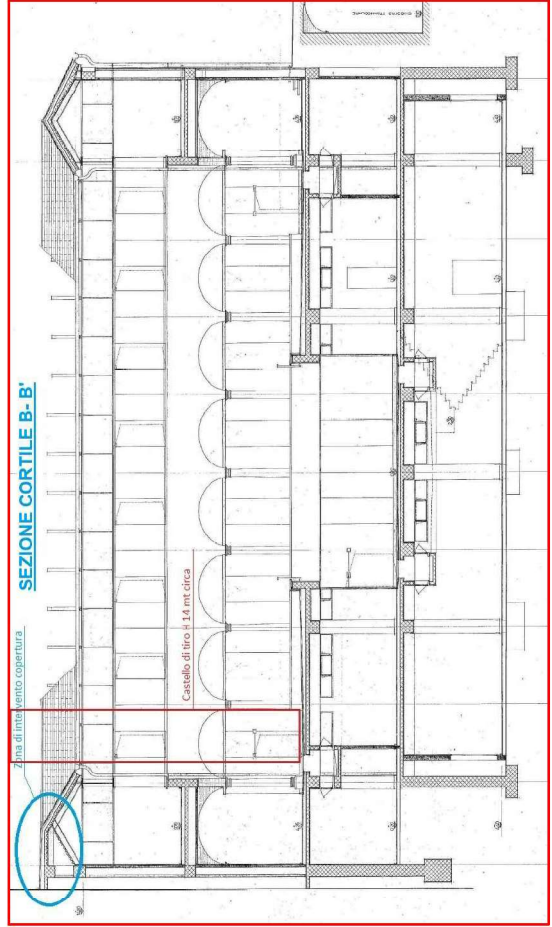 SEZIONE CORTILE B- B'
Zona di intervento copertura
Castello di tiro H 14 mt circa